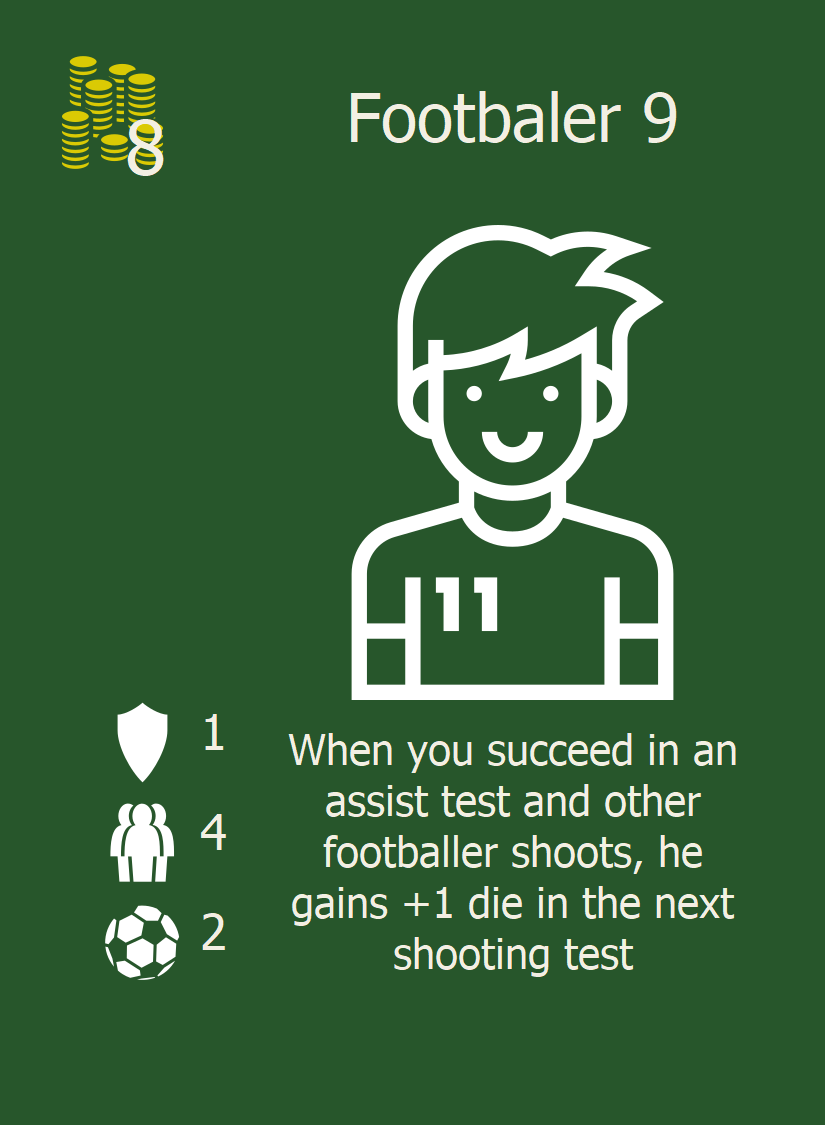 8
Footbaler 9
11
1
4
2
When you succeed in an
assist test and other
footballer shoots, he
gains +1 die in the next
shooting test